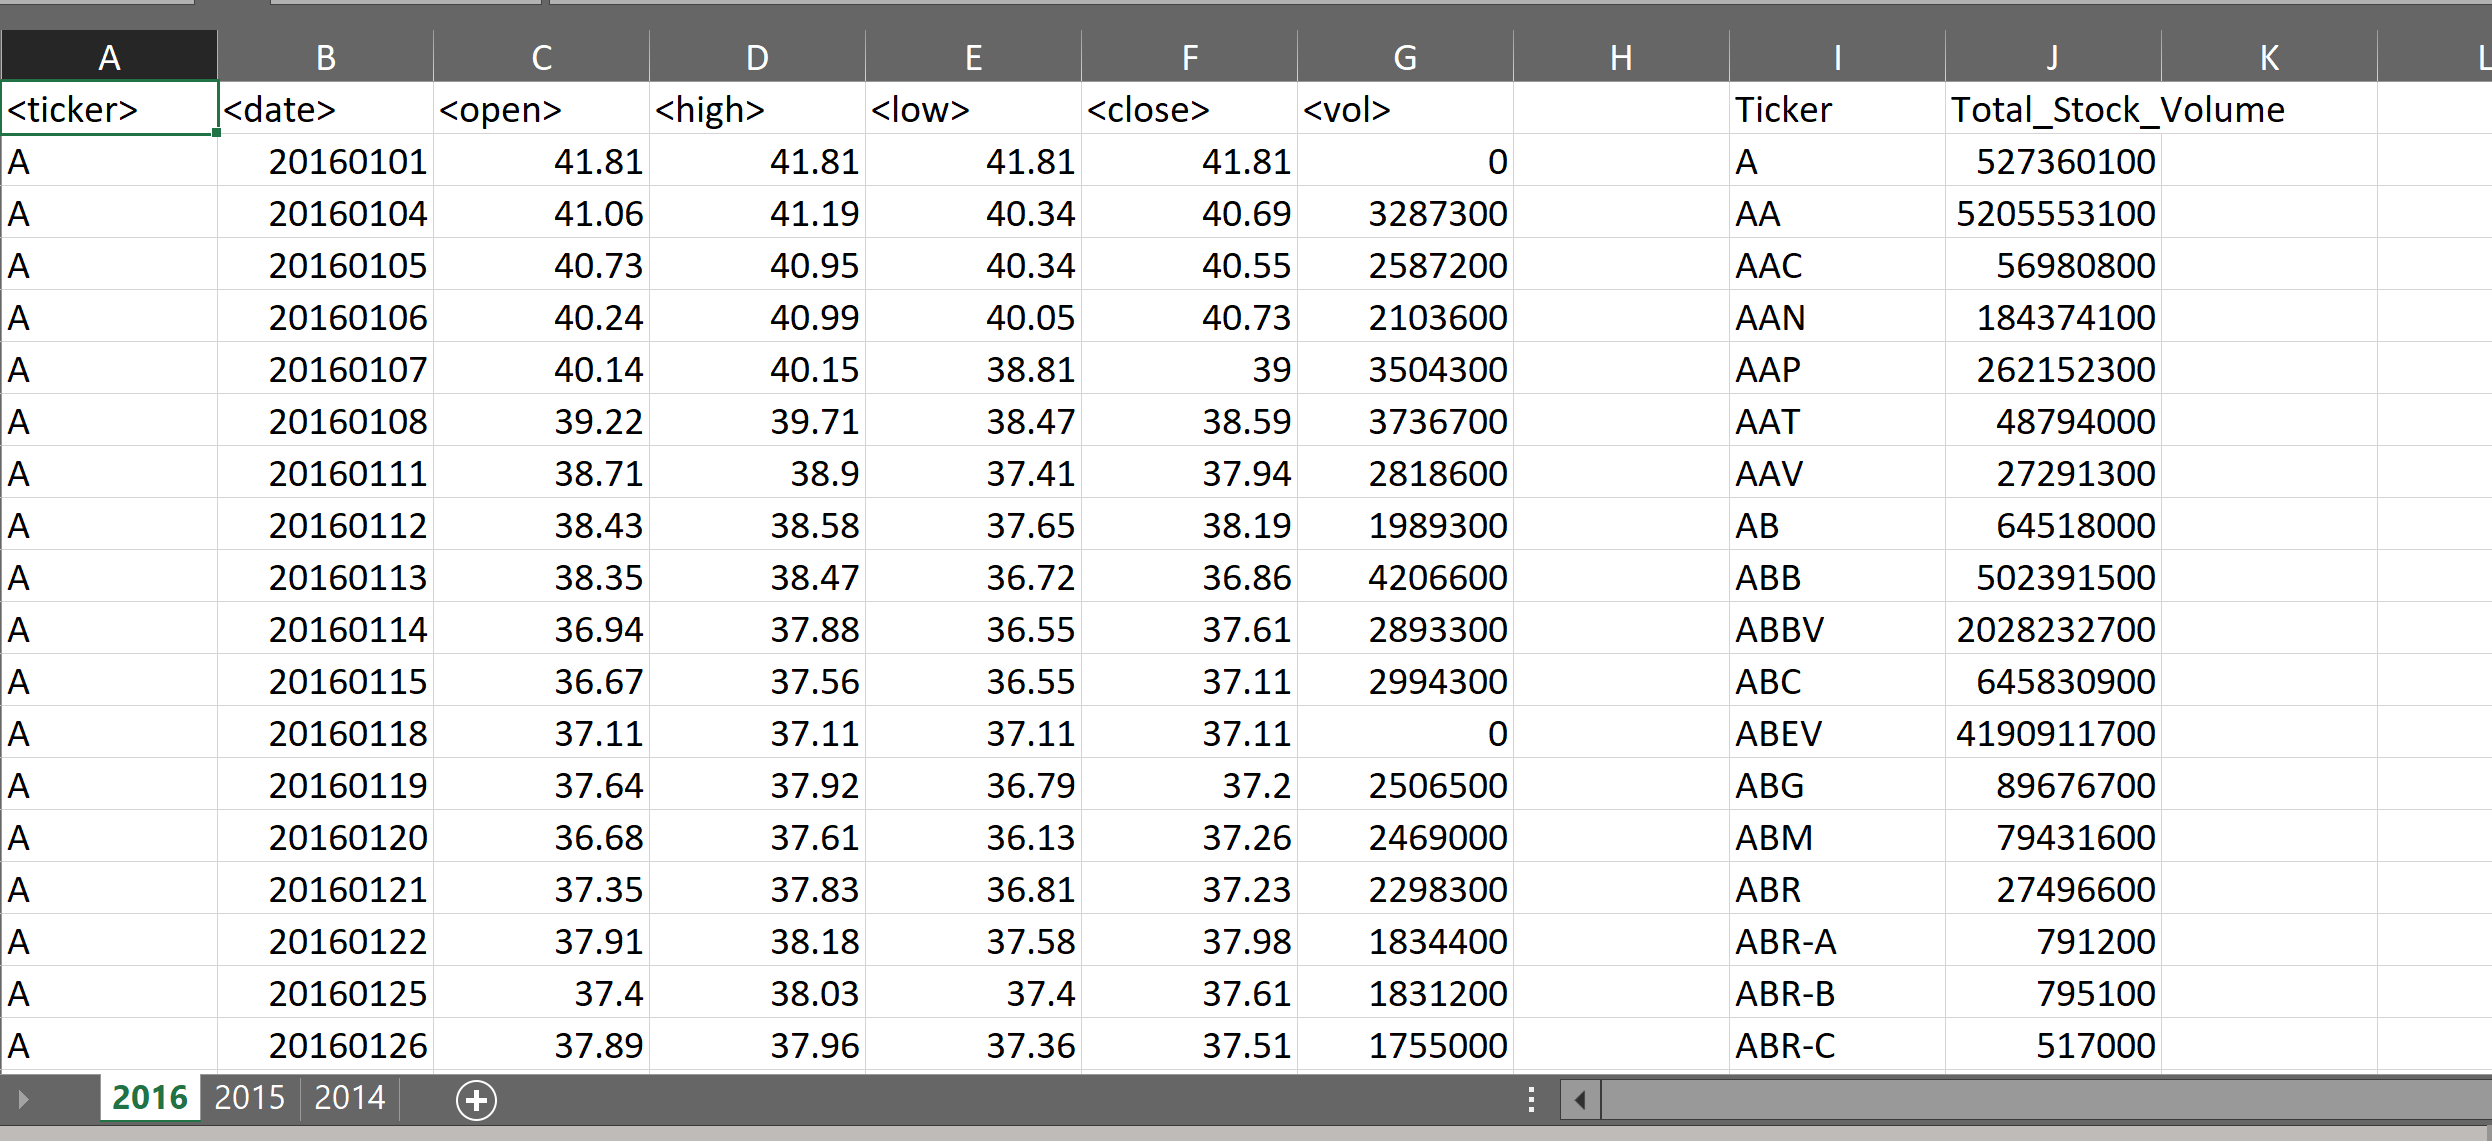 A B C D E F G H I J K L
<ticker> <date> <open> <high> <low> <close> <vol> Ticker Total_Stock_Volume
A 20160101 41.81 41.81 41.81 41.81 0 A 527360100
A 20160104 41.06 41.19 40.34 40.69 3287300 AA 5205553100
A 20160105 40.73 40.95 40.34 40.55 2587200 AAC 56980800
A 20160106 40.24 40.99 40.05 40.73 2103600 AAN 184374100
A 20160107 40.14 40.15 38.81 39 3504300 AAP 262152300
A 20160108 39.22 39.71 38.47 38.59 3736700 AAT 48794000
A 20160111 38.71 38.9 37.41 37.94 2818600 AAV 27291300
A 20160112 38.43 38.58 37.65 38.19 1989300 AB 64518000
A 20160113 38.35 38.47 36.72 36.86 4206600 ABB 502391500
A 20160114 36.94 37.88 36.55 37.61 2893300 ABBV 2028232700
A 20160115 36.67 37.56 36.55 37.11 2994300 ABC 645830900
A 20160118 37.11 37.11 37.11 37.11 0 ABEV 4190911700
A 20160119 37.64 37.92 36.79 37.2 2506500 ABG 89676700
A 20160120 36.68 37.61 36.13 37.26 2469000 ABM 79431600
A 20160121 37.35 37.83 36.81 37.23 2298300 ABR 27496600
A 20160122 37.91 38.18 37.58 37.98 1834400 ABR-A 791200
A 20160125 37.4 38.03 37.4 37.61 1831200 ABR-B 795100
A 20160126 37.89 37.96 37.36 37.51 1755000 ABR-C 517000
2016 2015 2014